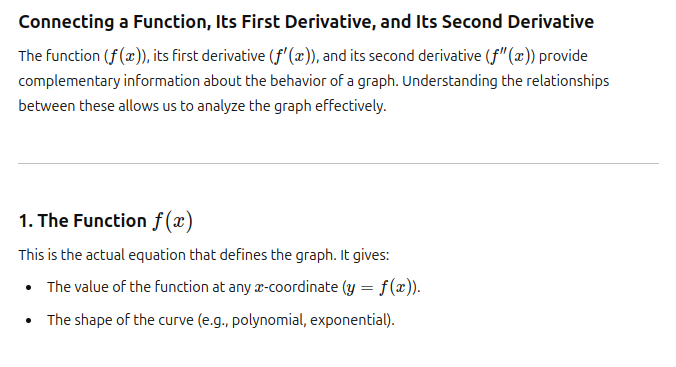 Connecting a Function, Its First Derivative, and Its Second Derivative
The function (f(x)), its first derivative (f′(x)), and its second derivative (f′′(x)) provide
complementary information about the behavior of a graph. Understanding the relationships
between these allows us to analyze the graph effectively.
1. The Function f(x)
This is the actual equation that defines the graph. It gives:
• The value of the function at any x-coordinate (y = f(x)).
• The shape of the curve (e.g., polynomial, exponential).